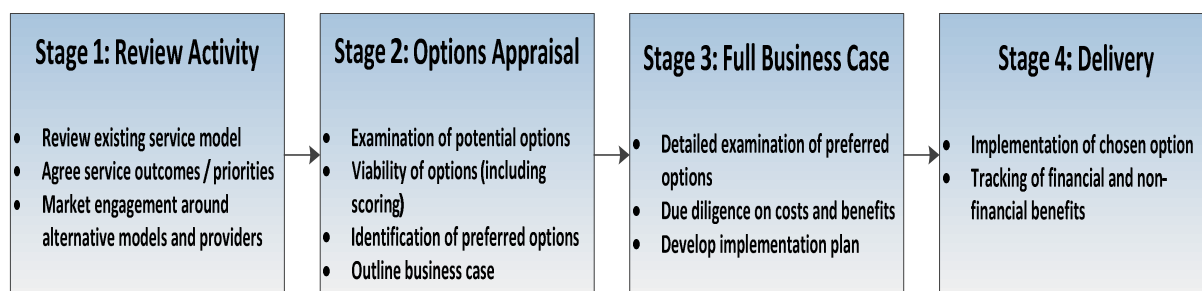 Stage 1: Review Activity
• Review existing service model
• Agree service outcomes / priorities
• Market engagement around
alternative models and providers
Stage 2: Options Appraisal
• Examination of potential options
• Viability of options (including
scoring)
• Identification of preferred options
• Outline business case
Stage 3: Full Business Case
• Detailed examination of preferred
options
• Due diligence on costs and benefits
• Develop implementation plan
Stage 4: Delivery
• Implementation of chosen option
• Tracking of financial and non-
financial benefits